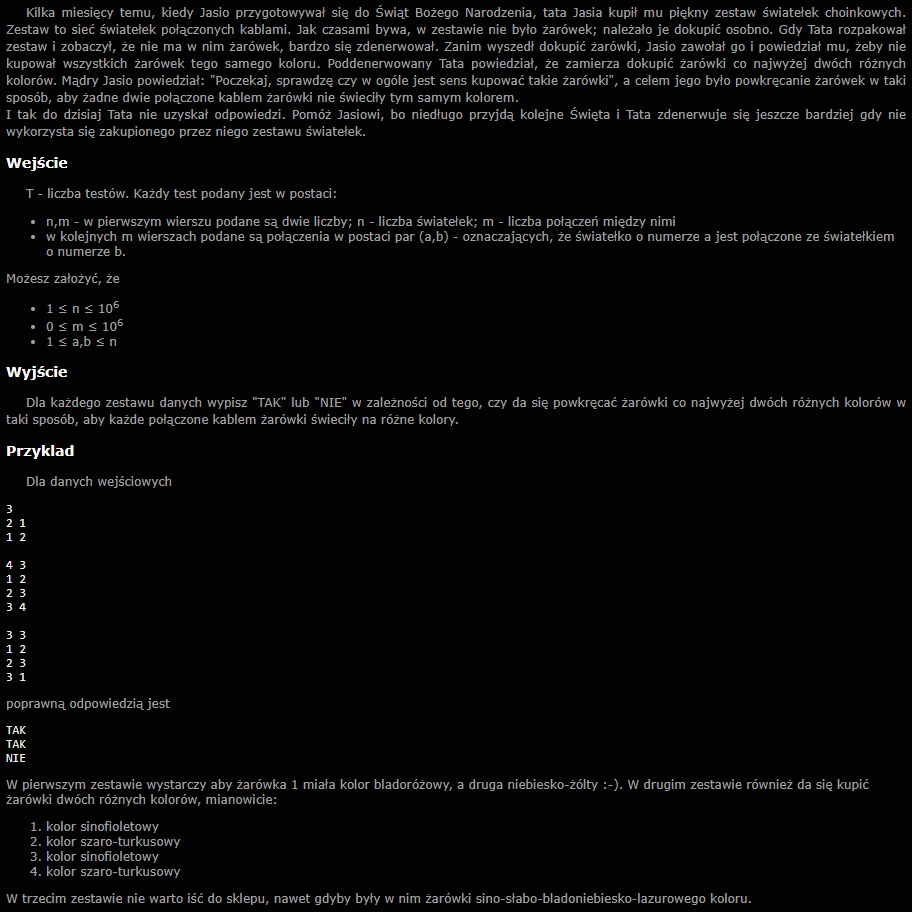 Kilka miesięcy temu, kiedy Jasio przygotowywał się do Świąt Bożego Narodzenia, tata Jasia kupił mu piękny zestaw światełek choinkowych.
Zestaw to sieć światełek połączonych kablami. Jak czasami bywa, w zestawie nie było żarówek; należało je dokupić osobno. Gdy Tata rozpakował
zestaw i zobaczył, że nie ma w nim żarówek, bardzo się zdenerwował. Zanim wyszedł dokupić żarówki, Jasio zawołał go i powiedział mu, żeby nie
kupował wszystkich żarówek tego samego koloru. Poddenerwowany Tata powiedział, że zamierza dokupić żarówki co najwyżej dwóch różnych
kolorów. Mądry Jasio powiedział: "Poczekaj, sprawdzę czy w ogóle jest sens kupować takie żarówki", a celem jego było powkręcanie żarówek w taki
sposób, aby żadne dwie połączone kablem żarówki nie świeciły tym samym kolorem.
I tak do dzisiaj Tata nie uzyskał odpowiedzi. Pomóż Jasiowi, bo niedługo przyjdą kolejne Święta i Tata zdenerwuje się jeszcze bardziej gdy nie
wykorzysta się zakupionego przez niego zestawu światełek.
Wejście
T - liczba testów. Każdy test podany jest w postaci:
• n,m - w pierwszym wierszu podane są dwie liczby; n - liczba światełek; m - liczba połączeń między nimi
• w kolejnych m wierszach podane są połączenia w postaci par (a,b) - oznaczających, że światełko o numerze a jest połączone ze światełkiem
o numerze b.
Możesz założyć, że
• 1 ≤ n ≤ 10⁶
• 0 ≤ m ≤ 10⁶
• 1 ≤ a,b ≤ n
Wyjście
Dla każdego zestawu danych wypisz "TAK" lub "NIE" w zależności od tego, czy da się powkręcać żarówki co najwyżej dwóch różnych kolorów w
taki sposób, aby każde połączone kablem żarówki świeciły na różne kolory.
Przyklad
Dla danych wejściowych
3
2 1
1 2
4 3
1 2
2 3
3 4
3 3
1 2
2 3
3 1
poprawną odpowiedzią jest
TAK
TAK
NIE
W pierwszym zestawie wystarczy aby żarówka 1 miała kolor bladoróżowy, a druga niebiesko-żólty :-). W drugim zestawie również da się kupić
żarówki dwóch różnych kolorów, mianowicie:
1. kolor sinofioletowy
2. kolor szaro-turkusowy
3. kolor sinofioletowy
4. kolor szaro-turkusowy
W trzecim zestawie nie warto iść do sklepu, nawet gdyby były w nim żarówki sino-słabo-bladoniebiesko-lazurowego koloru.